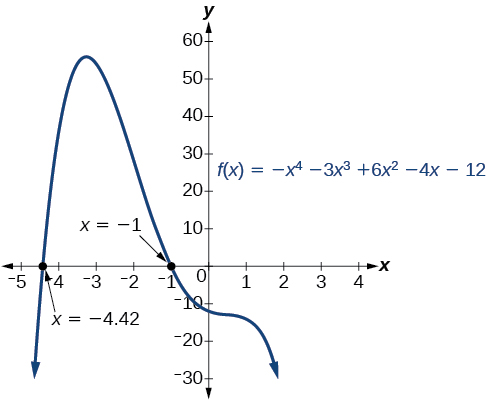 y
60
50
40
30
f(x) = −x⁴ −3x³ +6x² −4x − 12
20
x = −1
10
x
−5 −4 −3 −2 −1 0 1 2 3 4
−10
x = −4.42
−20
−30